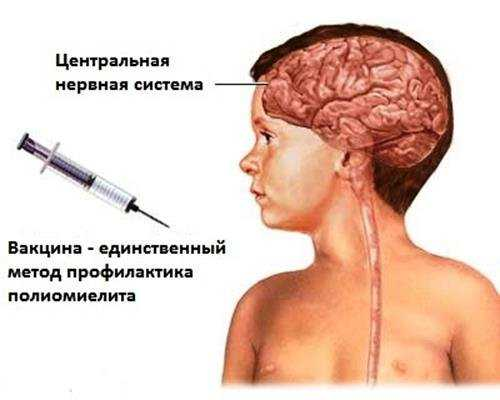 Центральная
нервная система
Вакцина - единственный
метод профилактика
полиомиелита